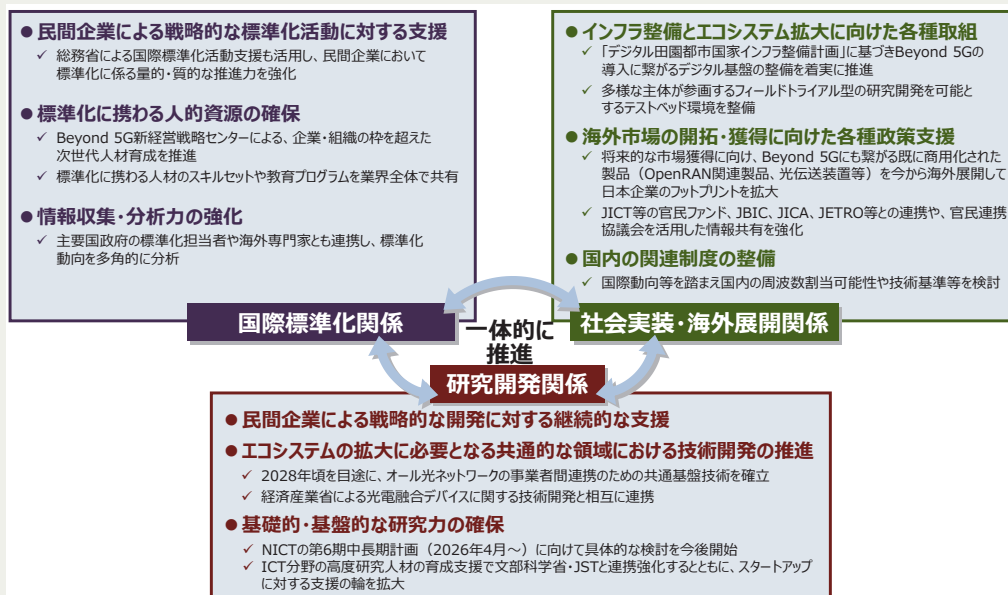 ●民間企業による戦略的な標準化活動に対する支援
✓ 総務省による国際標準化活動支援も活用し、民間企業において
標準化に係る量的・質的な推進力を強化
●標準化に携わる人的資源の確保
✓ Beyond 5G新経営戦略センターによる、企業・組織の枠を超えた
次世代人材育成を推進
✓ 標準化に携わる人材のスキルセットや教育プログラムを業界全体で共有
●情報収集・分析力の強化
✓ 主要国政府の標準化担当者や海外専門家とも連携し、標準化
動向を多角的に分析
国際標準化関係
●インフラ整備とエコシステム拡大に向けた各種取組
✓ 「デジタル田園都市国家インフラ整備計画」に基づきBeyond 5Gの
導入に繋がるデジタル基盤の整備を着実に推進
✓ 多様な主体が参画するフィールドトライアル型の研究開発を可能と
するテストベッド環境を整備
●海外市場の開拓・獲得に向けた各種政策支援
✓ 将来的な市場獲得に向け、Beyond 5Gにも繋がる既に商用化された
製品（OpenRAN関連製品、光伝送装置等）を今から海外展開して
日本企業のフットプリントを拡大
✓ JICT等の官民ファンド、JBIC、JICA、JETRO等との連携や、官民連携
協議会を活用した情報共有を強化
●国内の関連制度の整備
✓ 国際動向等を踏まえ国内の周波数割当可能性や技術基準等を検討
社会実装・海外展開関係
一体的に
推進
研究開発関係
●民間企業による戦略的な開発に対する継続的な支援
●エコシステムの拡大に必要となる共通的な領域における技術開発の推進
✓ 2028年頃を目途に、オール光ネットワークの事業者間連携のための共通基盤技術を確立
✓ 経済産業省による光電融合デバイスに関する技術開発と相互に連携
●基礎的・基盤的な研究力の確保
✓ NICTの第6期中長期計画（2026年4月～）に向けて具体的な検討を今後開始
✓ ICT分野の高度研究人材の育成支援で文部科学省・JSTと連携強化するとともに、スタートアップ
に対する支援の輪を拡大